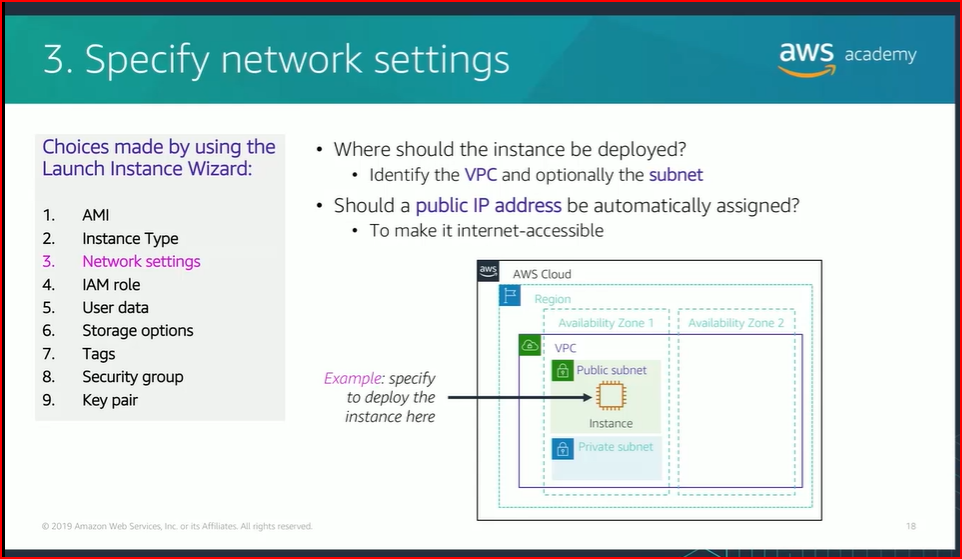 3. Specify network settings
aws academy
Choices made by using the
Launch Instance Wizard:
1. AMI
2. Instance Type
3. Network settings
4. IAM role
5. User data
6. Storage options
7. Tags
8. Security group
9. Key pair
• Where should the instance be deployed?
• Identify the VPC and optionally the subnet
• Should a public IP address be automatically assigned?
• To make it internet-accessible
aws AWS Cloud
Region
Availability Zone 1
Availability Zone 2
VPC
Public subnet
Instance
Private subnet
Example: specify
to deploy the
instance here
© 2019 Amazon Web Services, Inc. or its Affiliates. All rights reserved.
18